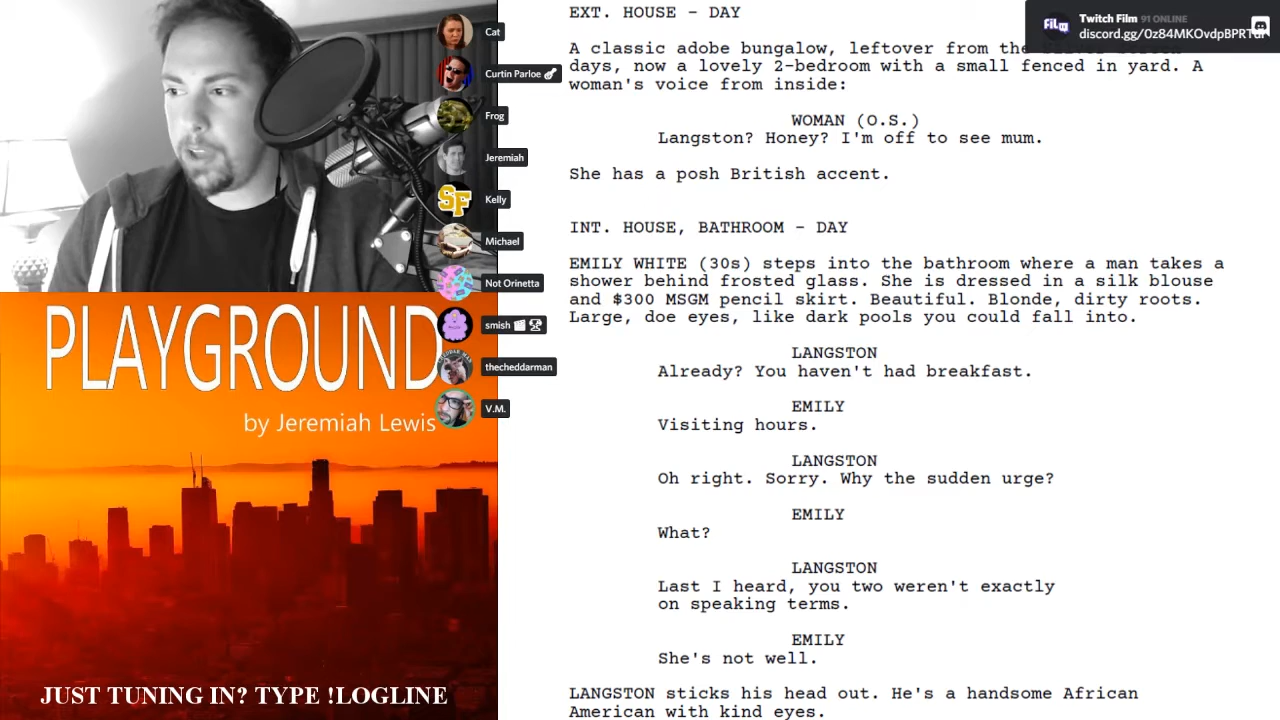 EXT. HOUSE – DAY
A classic adobe bungalow, leftover from the
days, now a lovely 2-bedroom with a small fenced in yard. A
woman's voice from inside:
WOMAN (O.S.)
Langston? Honey? I'm off to see mum.
She has a posh British accent.
INT. HOUSE, BATHROOM – DAY
EMILY WHITE (30s) steps into the bathroom where a man takes a
shower behind frosted glass. She is dressed in a silk blouse
and $300 MSGM pencil skirt. Beautiful. Blonde, dirty roots.
Large, doe eyes, like dark pools you could fall into.
LANGSTON
Already? You haven't had breakfast.
EMILY
Visiting hours.
LANGSTON
Oh right. Sorry. Why the sudden urge?
EMILY
What?
LANGSTON
Last I heard, you two weren't exactly
on speaking terms.
EMILY
She's not well.
LANGSTON sticks his head out. He's a handsome African
American with kind eyes.
Twitch Film 91 ONLINE
FiLm
Cat
Curtin Parloe
Frog
Jeremiah
SF
Kelly
Michael
Not Orinetta
smish
thecheddarman
V.M.
PLAYGROUND
by Jeremiah Lewis
JUST TUNING IN? TYPE !LOGLINE